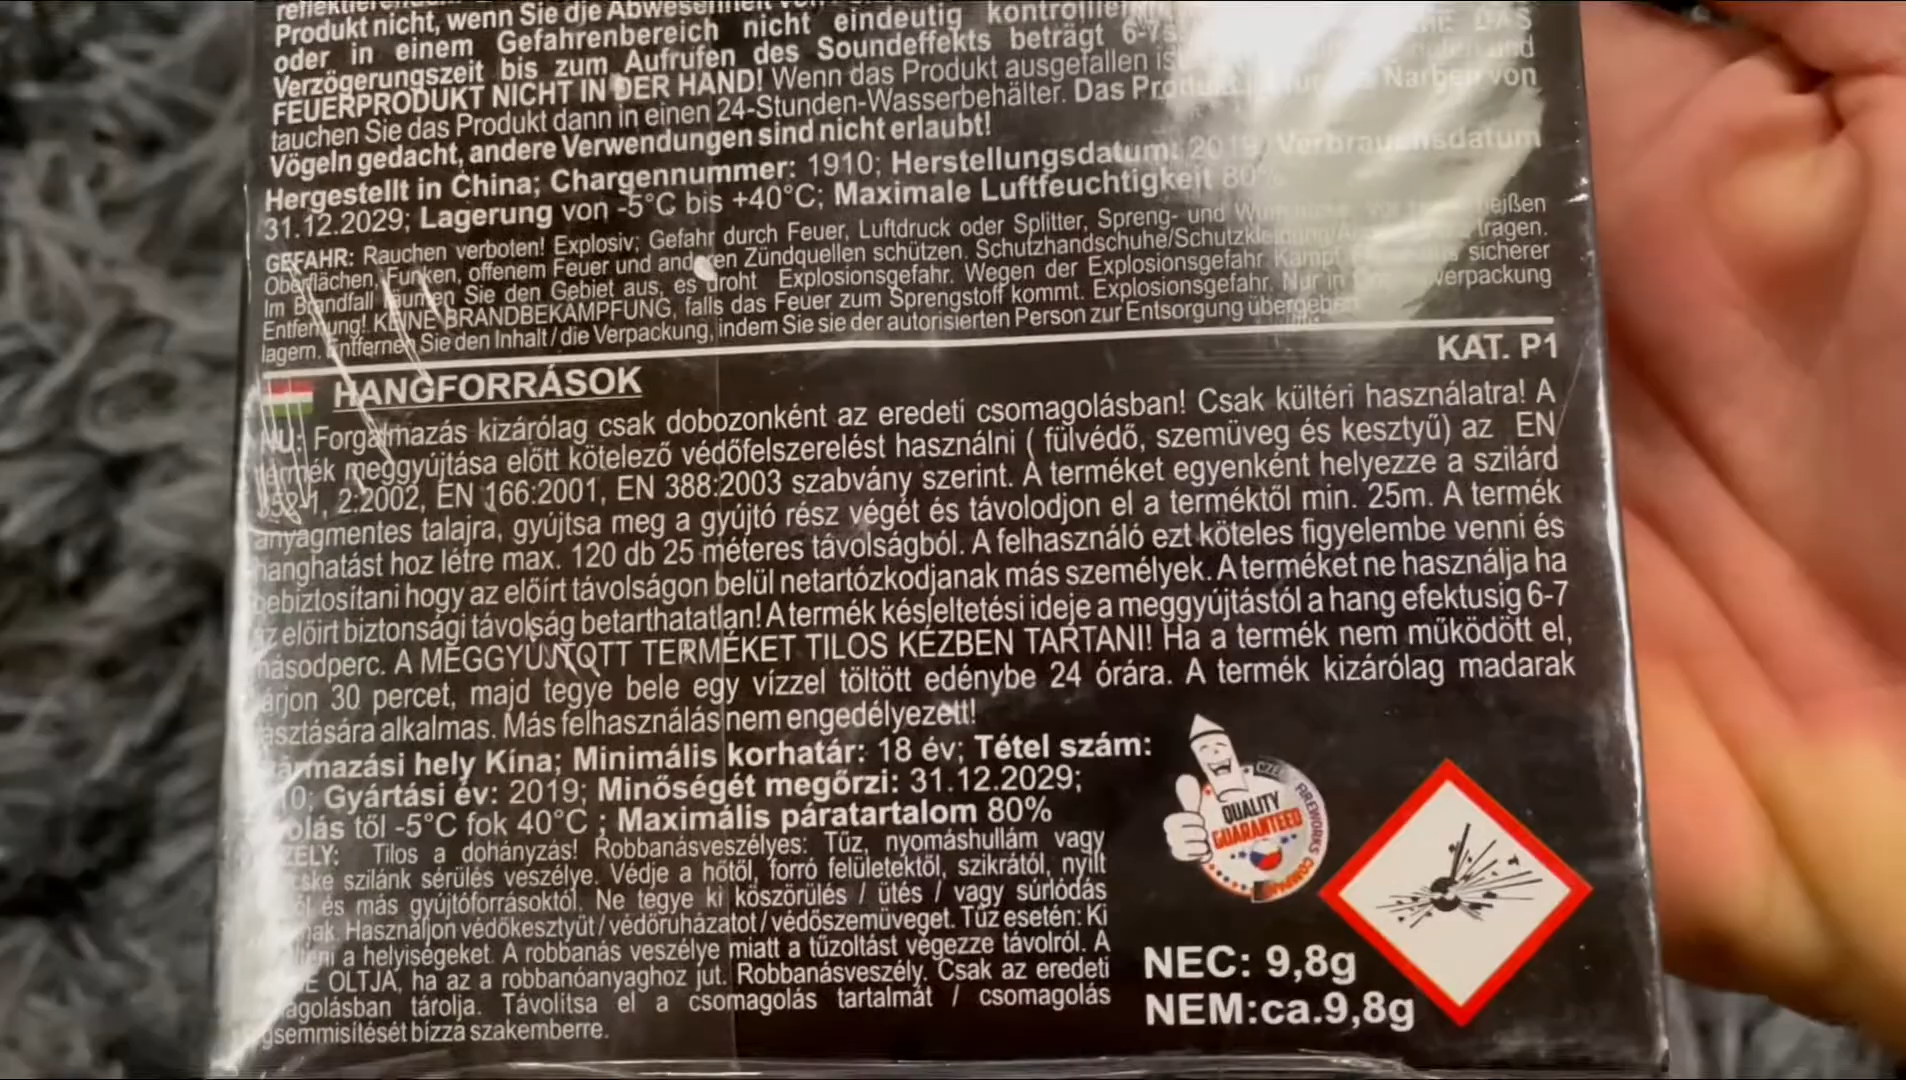 Produkt nicht, wenn Sie die Abwesenheit
oder in einem Gefahrenbereich nicht eindeutig
Verzögerungszeit bis zum Aufrufen des Soundeffekts beträgt 6-7s
FEUERPRODUKT NICHT IN DER HAND! Wenn das Produkt ausgefallen
tauchen Sie das Produkt dann in einen 24-Stunden-Wasserbehälter. Das Narben von
Vögeln gedacht, andere Verwendungen sind nicht erlaubt!
Hergestellt in China; Chargennummer: 1910; Herstellungsdatum: 2019 Verbrauchsdatum
31.12.2029; Lagerung von -5°C bis +40°C; Maximale Luftfeuchtigkeit 80%
GEFAHR: Rauchen verboten! Explosiv; Gefahr durch Feuer, Luftdruck oder Splitter, Spreng- und
Oberflächen, Funken, offenem Feuer und anderen Zündquellen schützen. tragen.
Im Brandfall räumen Sie den Gebiet aus, es droht Explosionsgefahr. Wegen der Explosionsgefahr sicherer
Entfernung! KEINE BRANDBEKÄMPFUNG, falls das Feuer zum Sprengstoff kommt. Explosionsgefahr. Nur in
lagern. Entfernen Sie den Inhalt/die Verpackung, indem Sie sie der autorisierten Person zur Entsorgung übergeben
HANGFORRÁSOK KAT. P1
HU: Forgalmazás kizárólag csak dobozonként az eredeti csomagolásban! Csak kültéri használatra! A
termék meggyújtása előtt kötelező védőfelszerelést használni ( fülvédő, szemüveg és kesztyű) az EN
352-1, 2:2002, EN 166:2001, EN 388:2003 szabvány szerint. A terméket egyenként helyezze a szilárd
anyagmentes talajra, gyújtsa meg a gyújtó rész végét és távolodjon el a terméktől min. 25m. A termék
hanghatást hoz létre max. 120 db 25 méteres távolságból. A felhasználó ezt köteles figyelembe venni és
bebiztosítani hogy az előírt távolságon belül netartózkodjanak más személyek. A terméket ne használja ha
az előirt biztonsági távolság betarthatatlan! A termék késleltetési ideje a meggyújtástól a hang efektusig 6-7
másodperc. A MEGGYÚJTOTT TERMÉKET TILOS KÉZBEN TARTANI! Ha a termék nem működött el,
várjon 30 percet, majd tegye bele egy vízzel töltött edénybe 24 órára. A termék kizárólag madarak
riasztására alkalmas. Más felhasználás nem engedélyezett!
Származási hely Kína; Minimális korhatár: 18 év; Tétel szám:
Gyártási év: 2019; Minőségét megőrzi: 31.12.2029;
től -5°C fok 40°C ; Maximális páratartalom 80%
Tilos a dohányzás! Robbanásveszélyes: Tűz, nyomáshullám vagy
szilánk sérülés veszélye. Védje a hőtől, forró felületektől, szikrától, nyílt
és más gyújtóforrásoktól. Ne tegye ki köszörülés / ütés / vagy súrlódás
Használjon védőkesztyűt/védőruházatot/védőszemüveget. Tűz esetén: Ki
a helyiségeket. A robbanás veszélye miatt a tűzoltást végezze távolról. A
OLTJA, ha az a robbanóanyaghoz jut. Robbanásveszély. Csak az eredeti
tárolja. Távolítsa el a csomagolás tartalmát / csomagolás
bízza szakemberre.
QUALITY
GUARANTEED
FIREWORKS
NEC: 9,8g
NEM:ca.9,8g